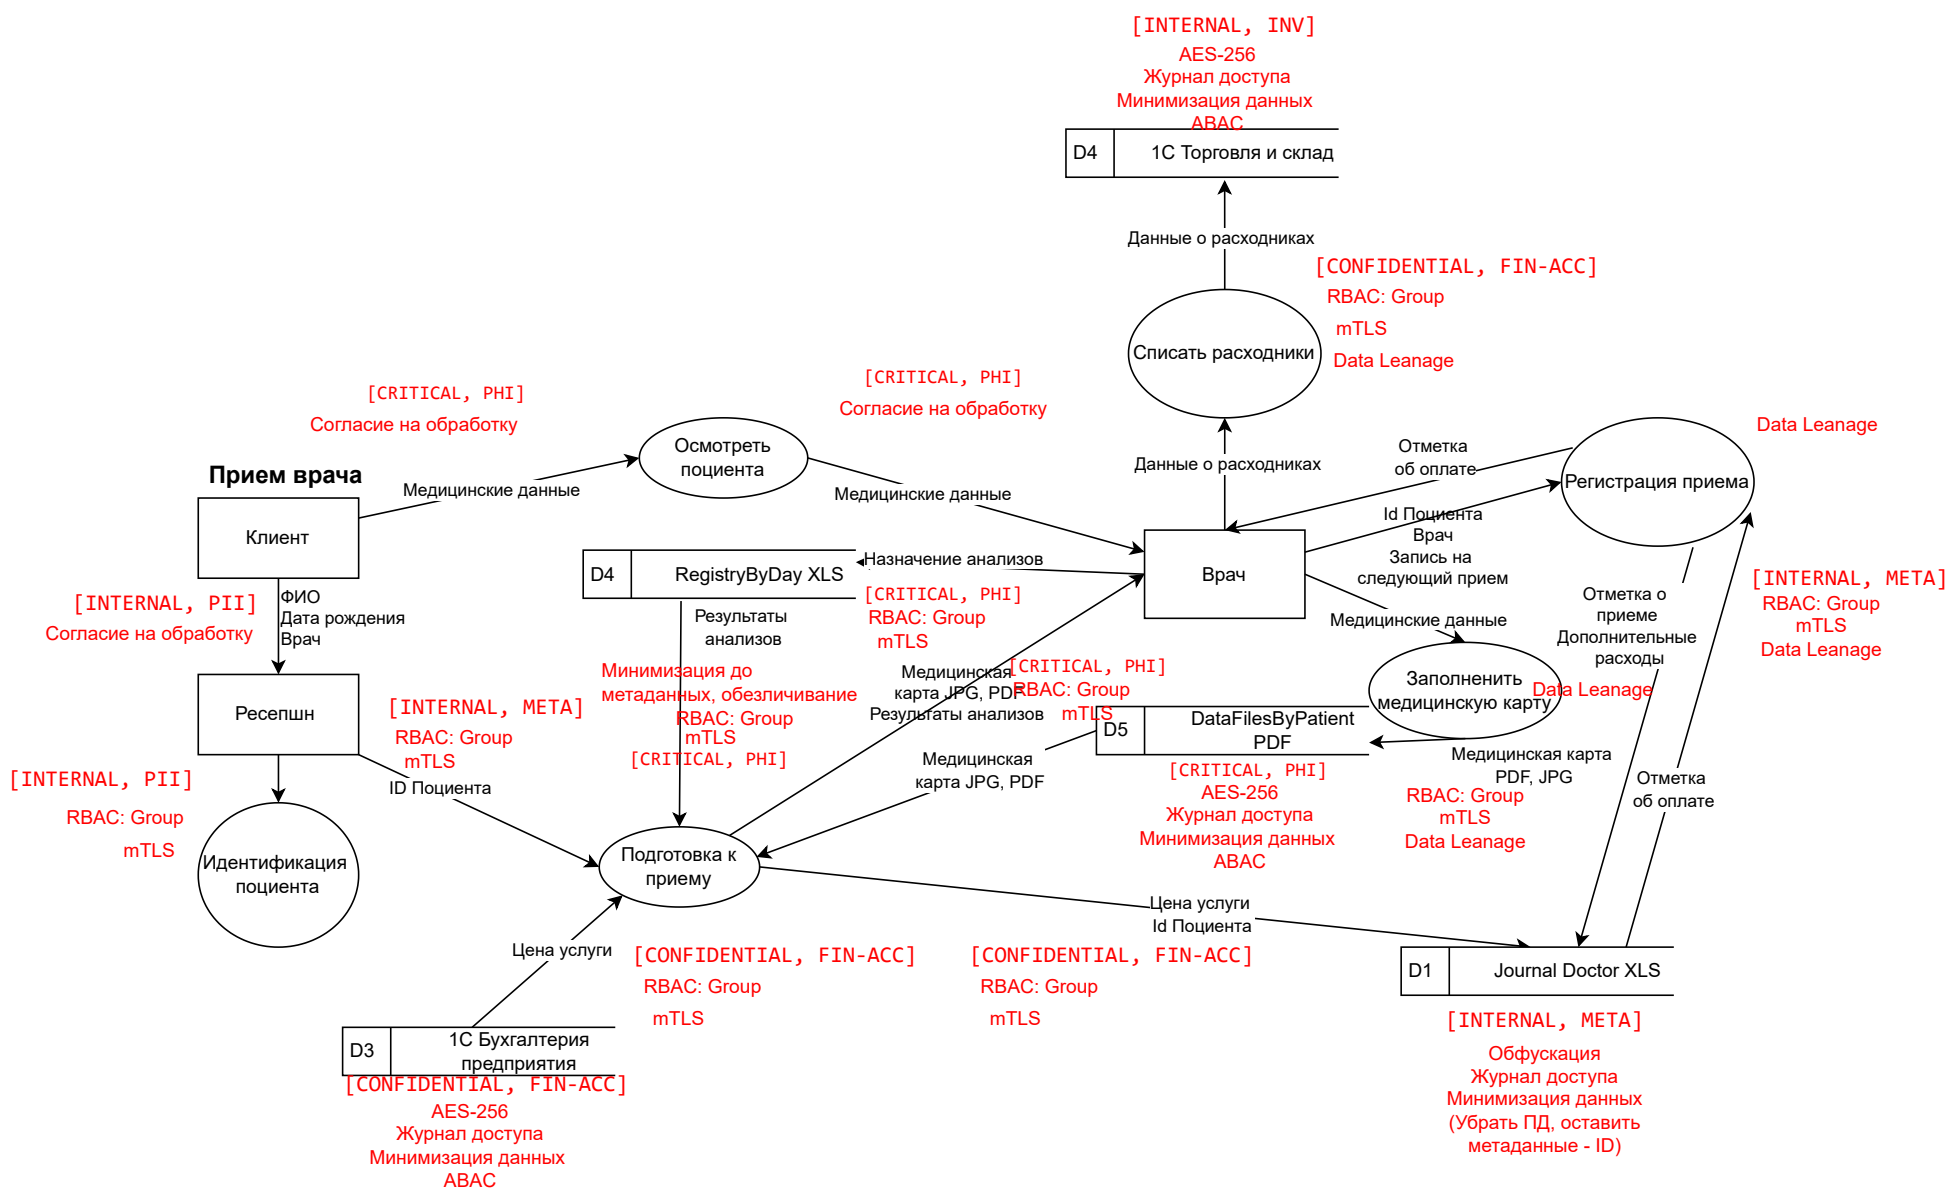 [INTERNAL, INV]
AES-256
Журнал доступа
Минимизация данных
ABAC
D4
1С Торговля и склад
Данные о расходниках
[CONFIDENTIAL, FIN-ACC]
RBAC: Group
mTLS
Data Leanage
Списать расходники
[CRITICAL, PHI]
Согласие на обработку
[CRITICAL, PHI]
Согласие на обработку
Data Leanage
Осмотреть
поциента
Отметка
об оплате
Данные о расходниках
Регистрация приема
Прием врача
Медицинские данные
Медицинские данные
Клиент
Id Поциента
Врач
Запись на
следующий прием
Назначение анализов
D4
RegistryByDay XLS
Врач
[INTERNAL, META]
RBAC: Group
mTLS
Data Leanage
[INTERNAL, PII]
Согласие на обработку
ФИО
Дата рождения
Врач
[CRITICAL, PHI]
RBAC: Group
mTLS
Результаты
анализов
Медицинские данные
Отметка о
приеме
Дополнительные
расходы
Минимизация до
метаданных, обезличивание
RBAC: Group
mTLS
[CRITICAL, PHI]
Медицинская
карта JPG, PDF
Результаты анализов
[CRITICAL, PHI]
RBAC: Group
mTLS
Заполненить
медицинскую карту
Data Leanage
Ресепшн
[INTERNAL, META]
RBAC: Group
mTLS
ID Поциента
D5
DataFilesByPatient
PDF
Медицинская
карта JPG, PDF
[CRITICAL, PHI]
AES-256
Журнал доступа
Минимизация данных
ABAC
Медицинская карта
PDF, JPG
RBAC: Group
mTLS
Data Leanage
Отметка
об оплате
[INTERNAL, PII]
RBAC: Group
mTLS
Идентификация
поциента
Подготовка к
приему
Цена услуги
Id Поциента
Цена услуги
[CONFIDENTIAL, FIN-ACC]
RBAC: Group
mTLS
[CONFIDENTIAL, FIN-ACC]
RBAC: Group
mTLS
D1
Journal Doctor XLS
[INTERNAL, META]
Обфускация
Журнал доступа
Минимизация данных
(Убрать ПД, оставить
метаданные - ID)
D3
1С Бухгалтерия
предприятия
[CONFIDENTIAL, FIN-ACC]
AES-256
Журнал доступа
Минимизация данных
ABAC